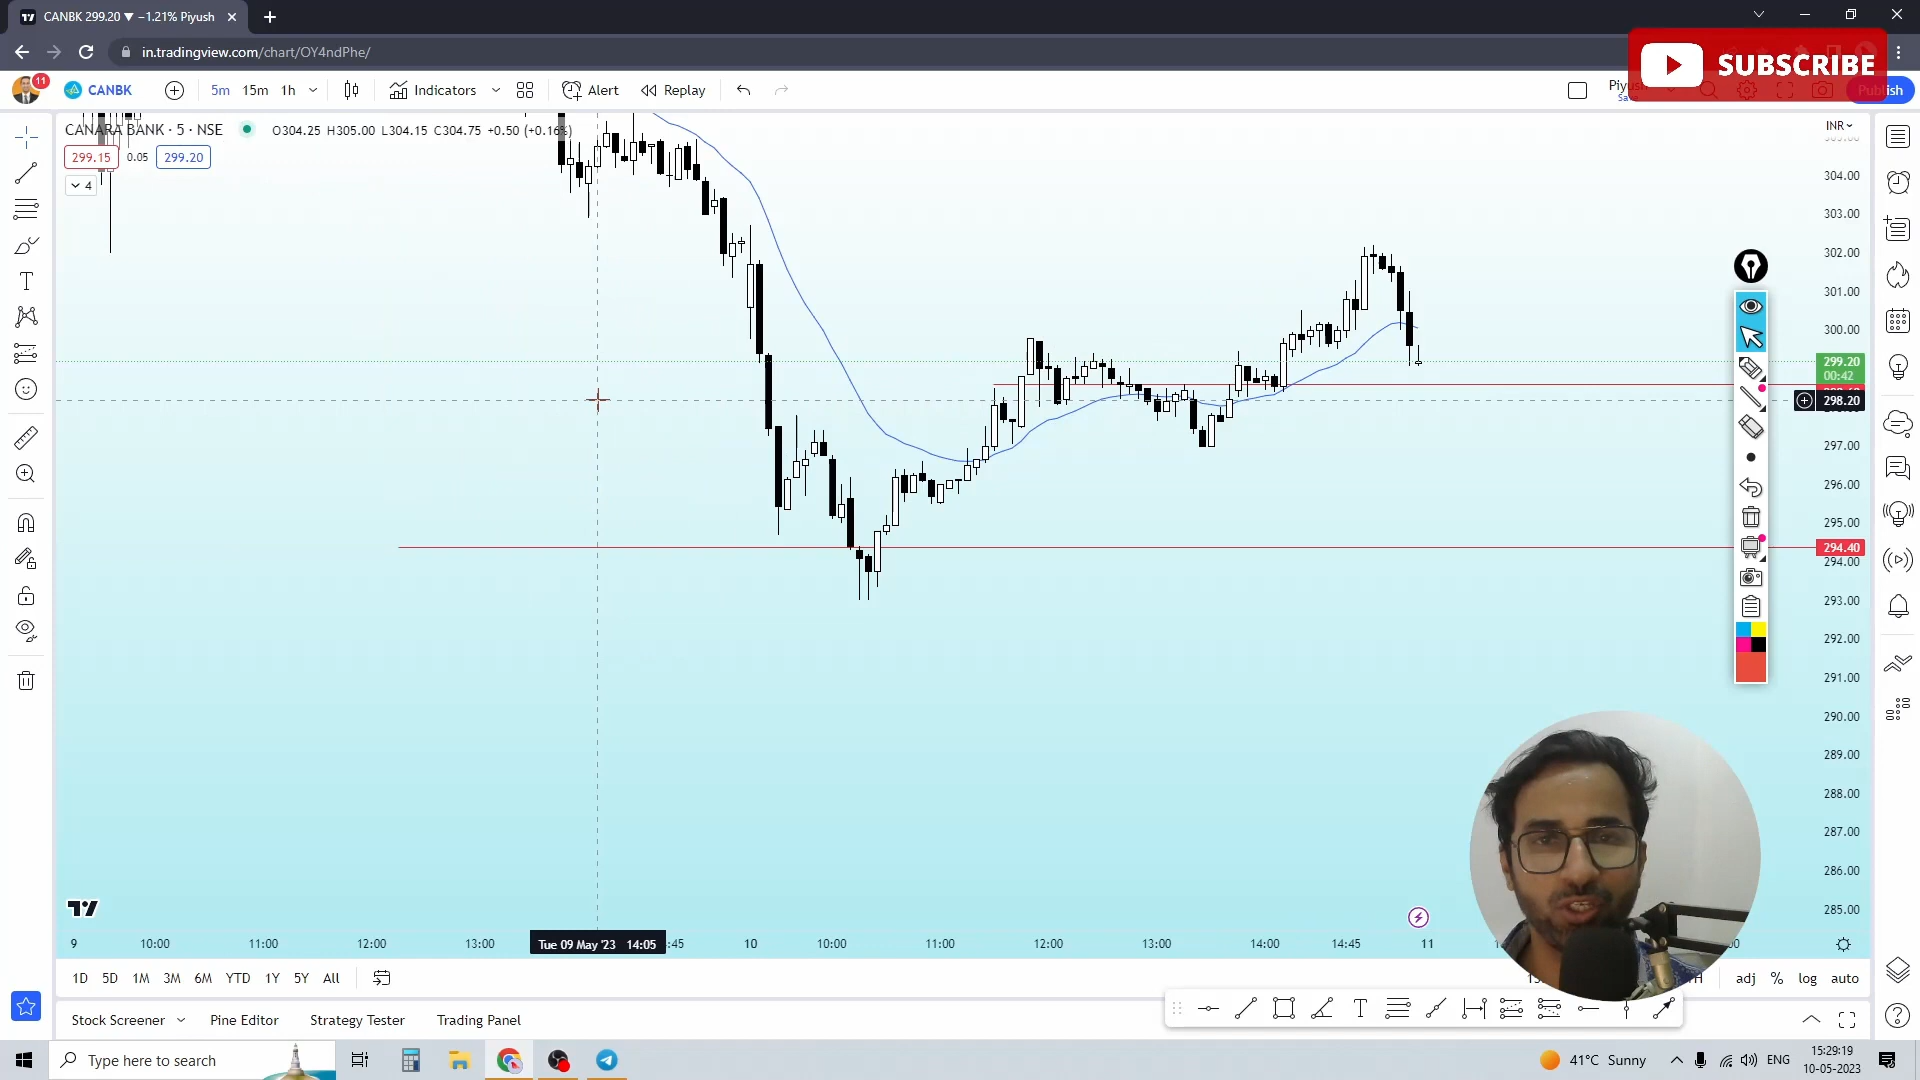 CANBK 299.20 ▼ −1.21% Piyush
in.tradingview.com/chart/OY4ndPhe/
SUBSCRIBE
11
CANBK
5m 15m 1h
Indicators
Alert
Replay
Save
Publish
CANARA BANK · 5 · NSE
O304.25 H305.00 L304.15 C304.75 +0.50 (+0.16%)
INR
299.15 0.05 299.20
4
304.00
303.00
302.00
301.00
300.00
299.20
00:42
298.20
297.00
296.00
295.00
294.40
294.00
293.00
292.00
291.00
290.00
289.00
288.00
287.00
286.00
285.00
9 10:00 11:00 12:00 13:00 Tue 09 May '23 14:05 :45 10 10:00 11:00 12:00 13:00 14:00 14:45 11
1D 5D 1M 3M 6M YTD 1Y 5Y All
adj % log auto
Stock Screener Pine Editor Strategy Tester Trading Panel
Type here to search
41°C Sunny
ENG
15:29:19
10-05-2023